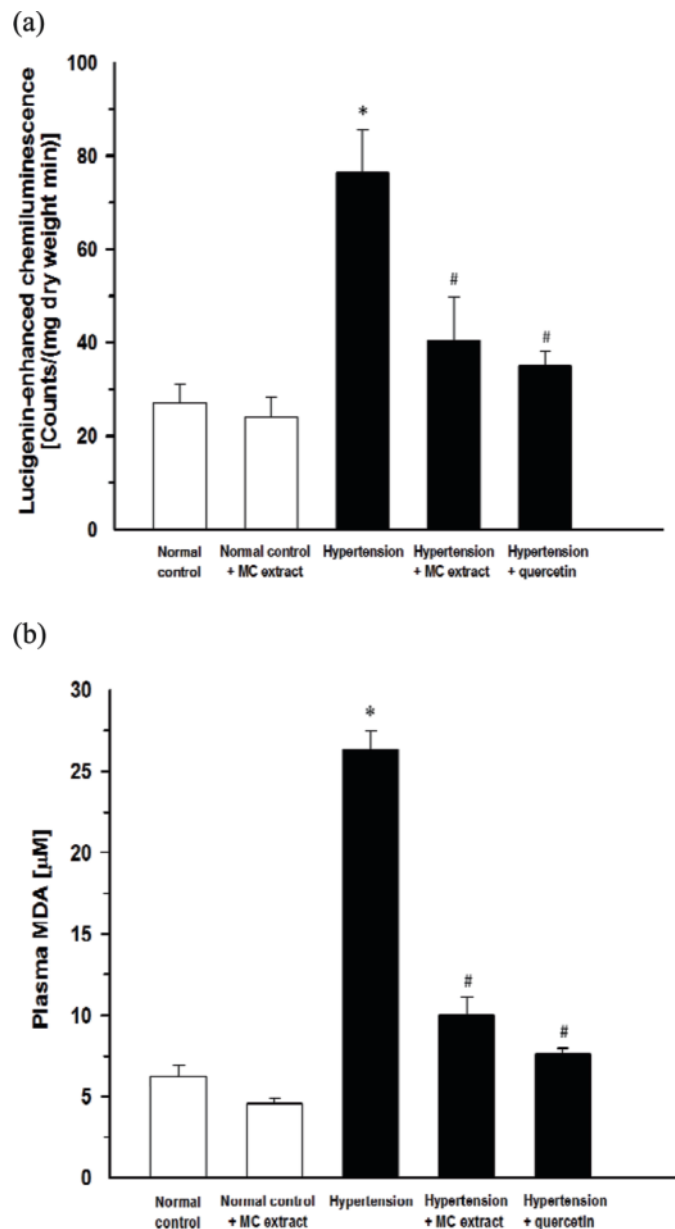 (a)
Lucigenin-enhanced chemiluminescence
[Counts/(mg dry weight min)]
100
80
60
40
20
0
*
#
#
Normal
control
Normal control
+ MC extract
Hypertension
Hypertension
+ MC extract
Hypertension
+ quercetin
(b)
Plasma MDA [μM]
30
25
20
15
10
5
0
*
#
#
Normal
control
Normal control
+ MC extract
Hypertension
Hypertension
+ MC extract
Hypertension
+ quercetin